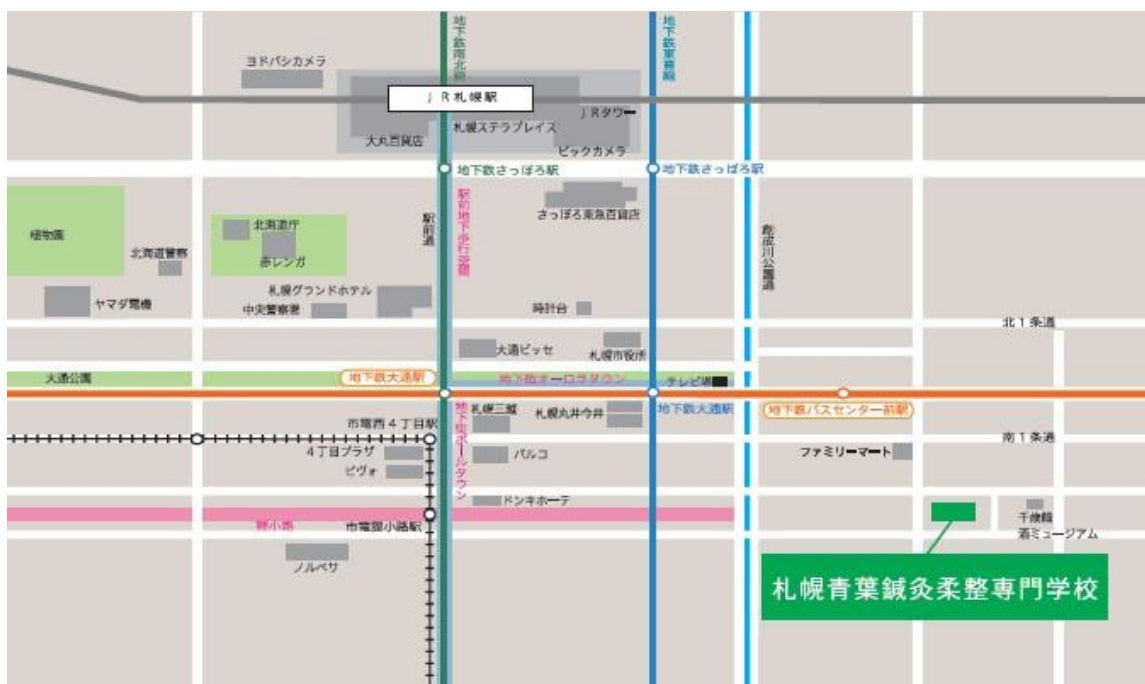 地下鉄南北線
地下鉄東豊線
ヨドバシカメラ
JR札幌駅
JRタワー
札幌ステラプレイス
大丸百貨店
ビックカメラ
地下鉄さっぽろ駅
地下鉄さっぽろ駅
駅前通
駅前地下歩行空間
さっぽろ東急百貨店
植物園
北海道庁
赤レンガ
北海道警察
創成川公園通
札幌グランドホテル
ヤマダ電機
中央警察署
時計台
北1条通
大通ビッセ
札幌市役所
大通公園
地下鉄大通駅
地下街オーロラタウン
テレビ塔
地下街ポールタウン
札幌三越
札幌丸井今井
地下鉄大通駅
地下鉄バスセンター前駅
市電西4丁目駅
南1条通
4丁目プラザ
パルコ
ファミリーマート
ピヴォ
ドンキホーテ
狸小路
市電狸小路駅
千歳鶴
酒ミュージアム
ノルベサ
札幌青葉鍼灸柔整専門学校